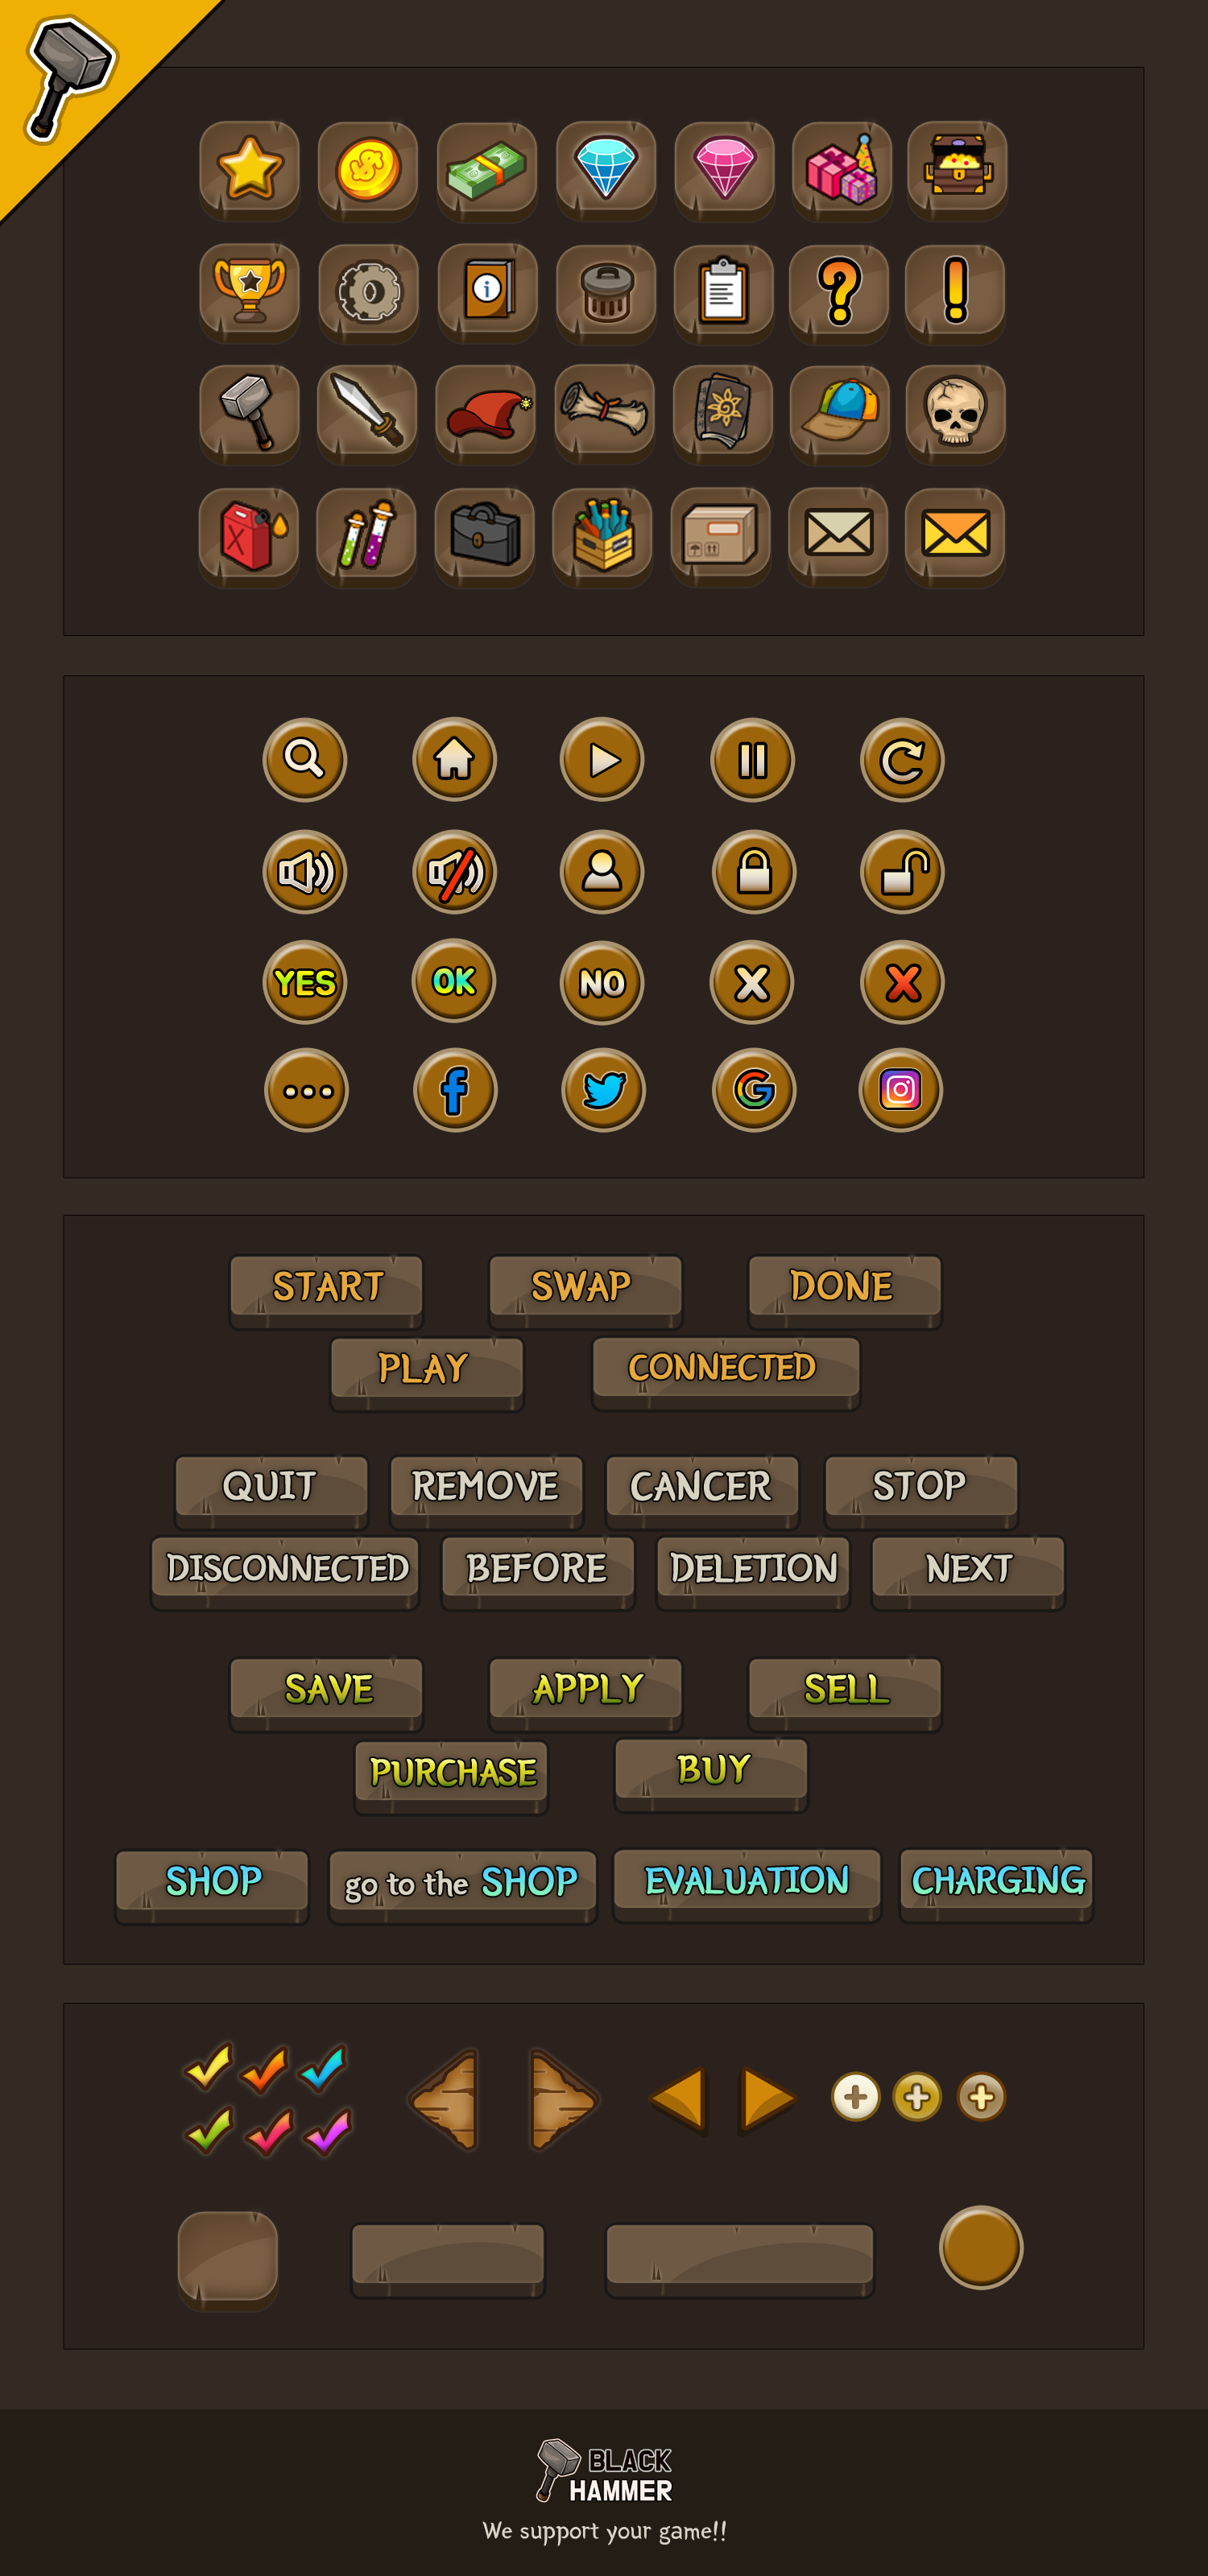 YES OK NO X X
START SWAP DONE
PLAY CONNECTED
QUIT REMOVE CANCER STOP
DISCONNECTED BEFORE DELETION NEXT
SAVE APPLY SELL
PURCHASE BUY
SHOP go to the SHOP EVALUATION CHARGING
BLACK
HAMMER
We support your game!!